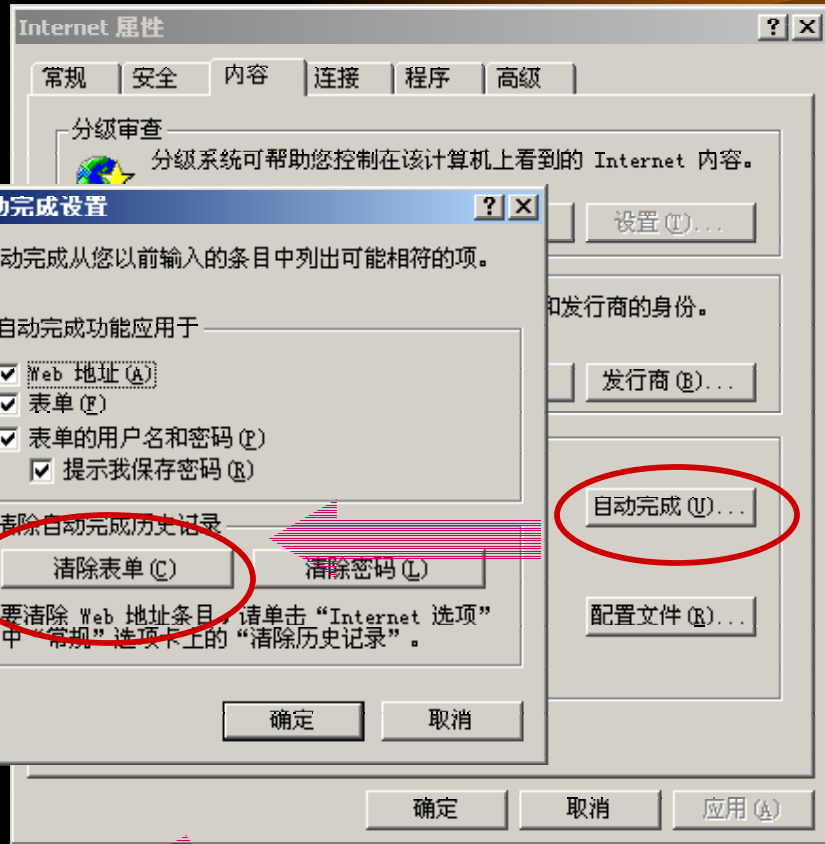 Internet 属性
常规 安全 内容 连接 程序 高级
分级审查
分级系统可帮助您控制在该计算机上看到的 Internet 内容。
设置(T)...
动完成设置
动完成从您以前输入的条目中列出可能相符的项。
和发行商的身份。
自动完成功能应用于
Web 地址(A)
发行商(B)...
表单(F)
表单的用户名和密码(P)
提示我保存密码(R)
自动完成(U)...
清除自动完成历史记录
清除表单(C) 清除密码(L)
要清除 Web 地址条目，请单击“Internet 选项”
中“常规”选项卡上的“清除历史记录”。
配置文件(R)...
确定 取消
确定 取消 应用(A)